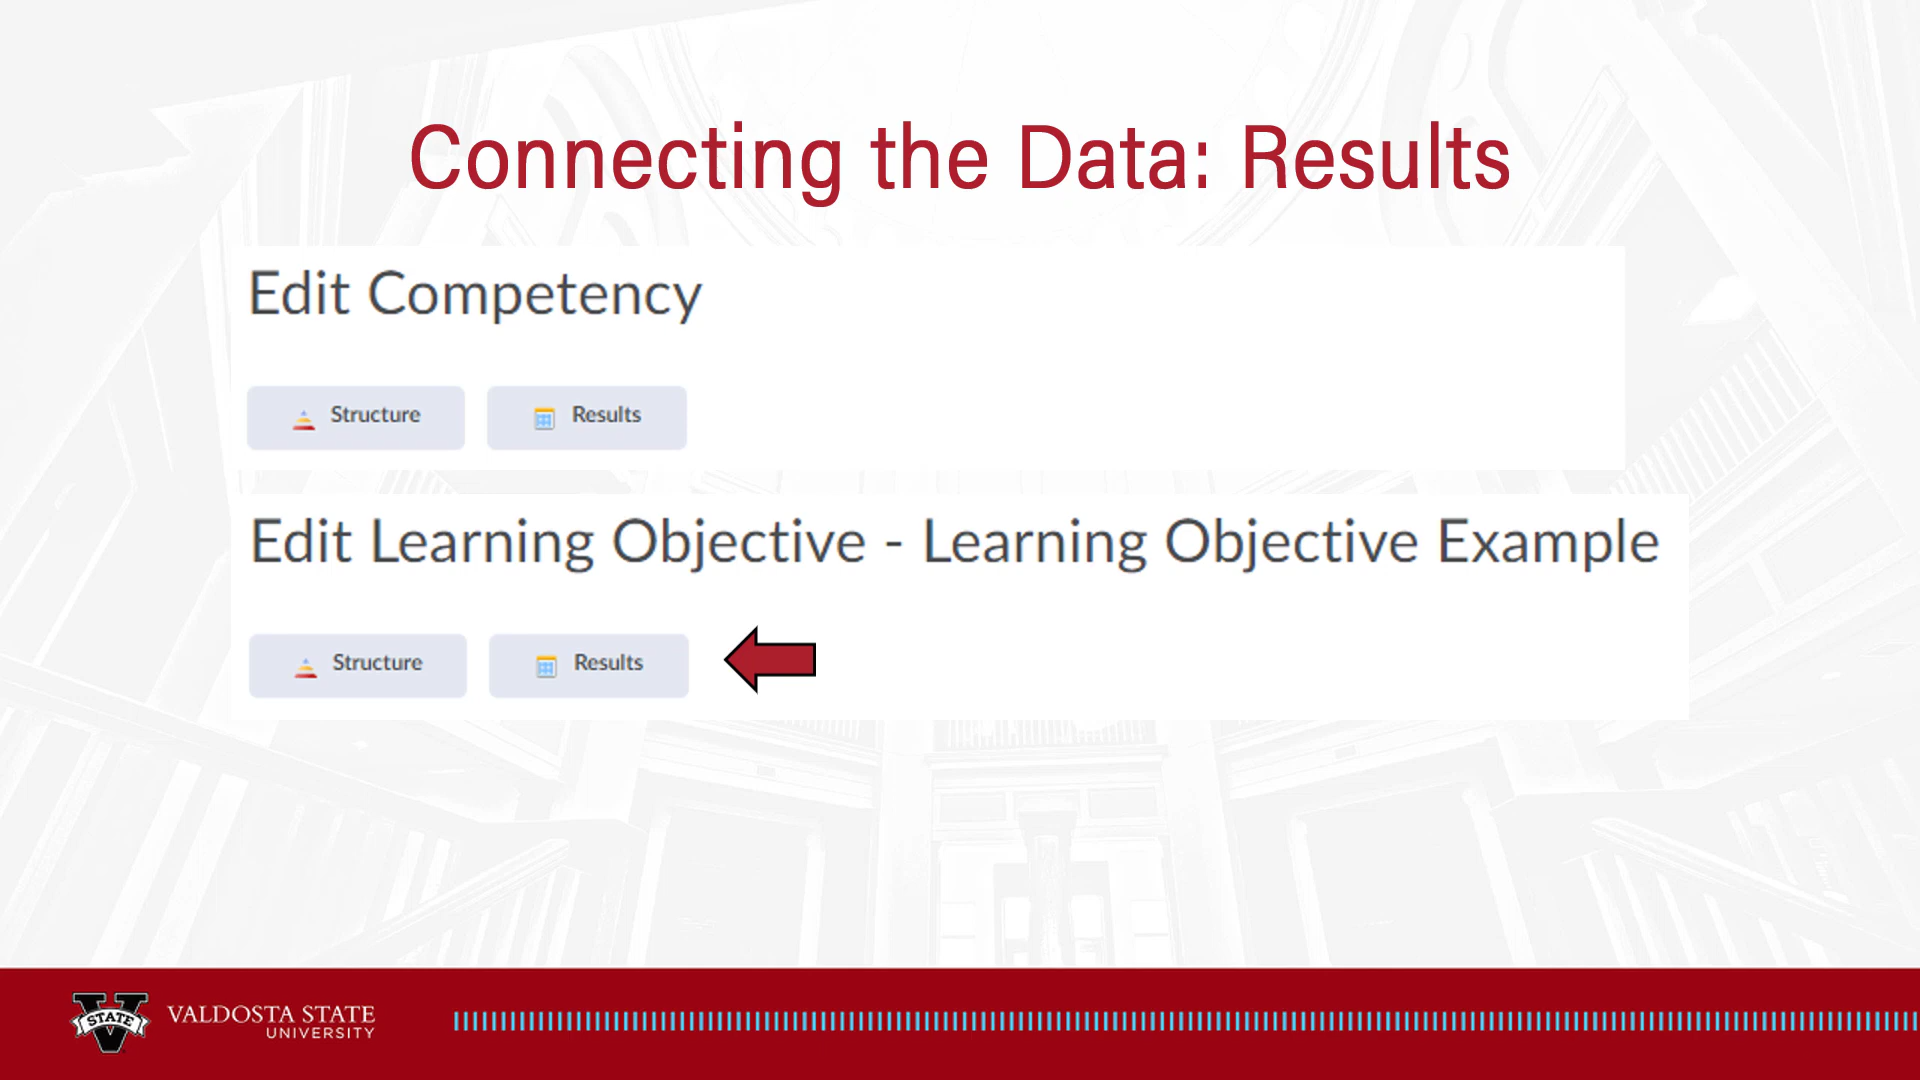 Connecting the Data: Results
Edit Competency
Structure Results
Edit Learning Objective - Learning Objective Example
Structure Results
STATE
VALDOSTA STATE
UNIVERSITY